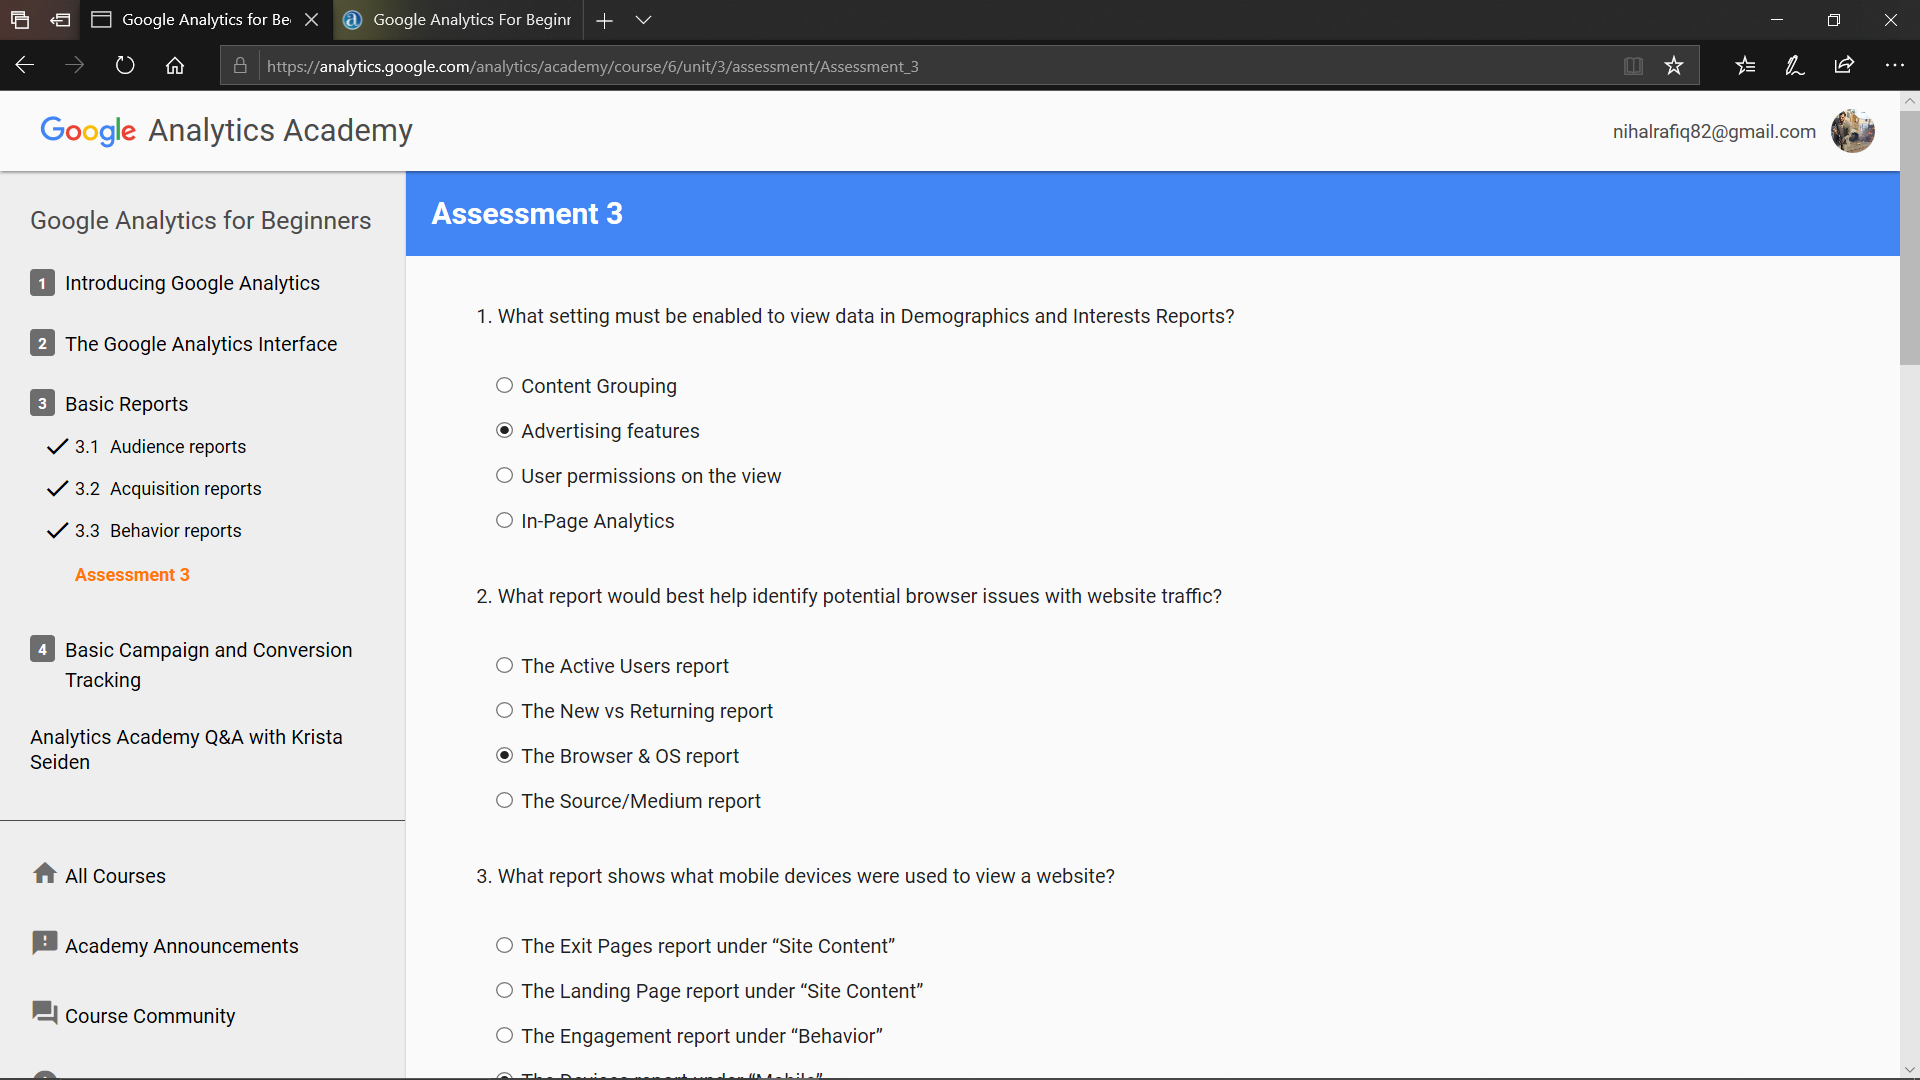 Google Analytics for Be
Google Analytics For Beginr
https://analytics.google.com/analytics/academy/course/6/unit/3/assessment/Assessment_3
Google Analytics Academy
nihalrafiq82@gmail.com
Google Analytics for Beginners
1 Introducing Google Analytics
2 The Google Analytics Interface
3 Basic Reports
3.1 Audience reports
3.2 Acquisition reports
3.3 Behavior reports
Assessment 3
4 Basic Campaign and Conversion
Tracking
Analytics Academy Q&A with Krista
Seiden
All Courses
Academy Announcements
Course Community
Assessment 3
1. What setting must be enabled to view data in Demographics and Interests Reports?
Content Grouping
Advertising features
User permissions on the view
In-Page Analytics
2. What report would best help identify potential browser issues with website traffic?
The Active Users report
The New vs Returning report
The Browser & OS report
The Source/Medium report
3. What report shows what mobile devices were used to view a website?
The Exit Pages report under “Site Content”
The Landing Page report under “Site Content”
The Engagement report under “Behavior”
The Devices report under “Mobile”